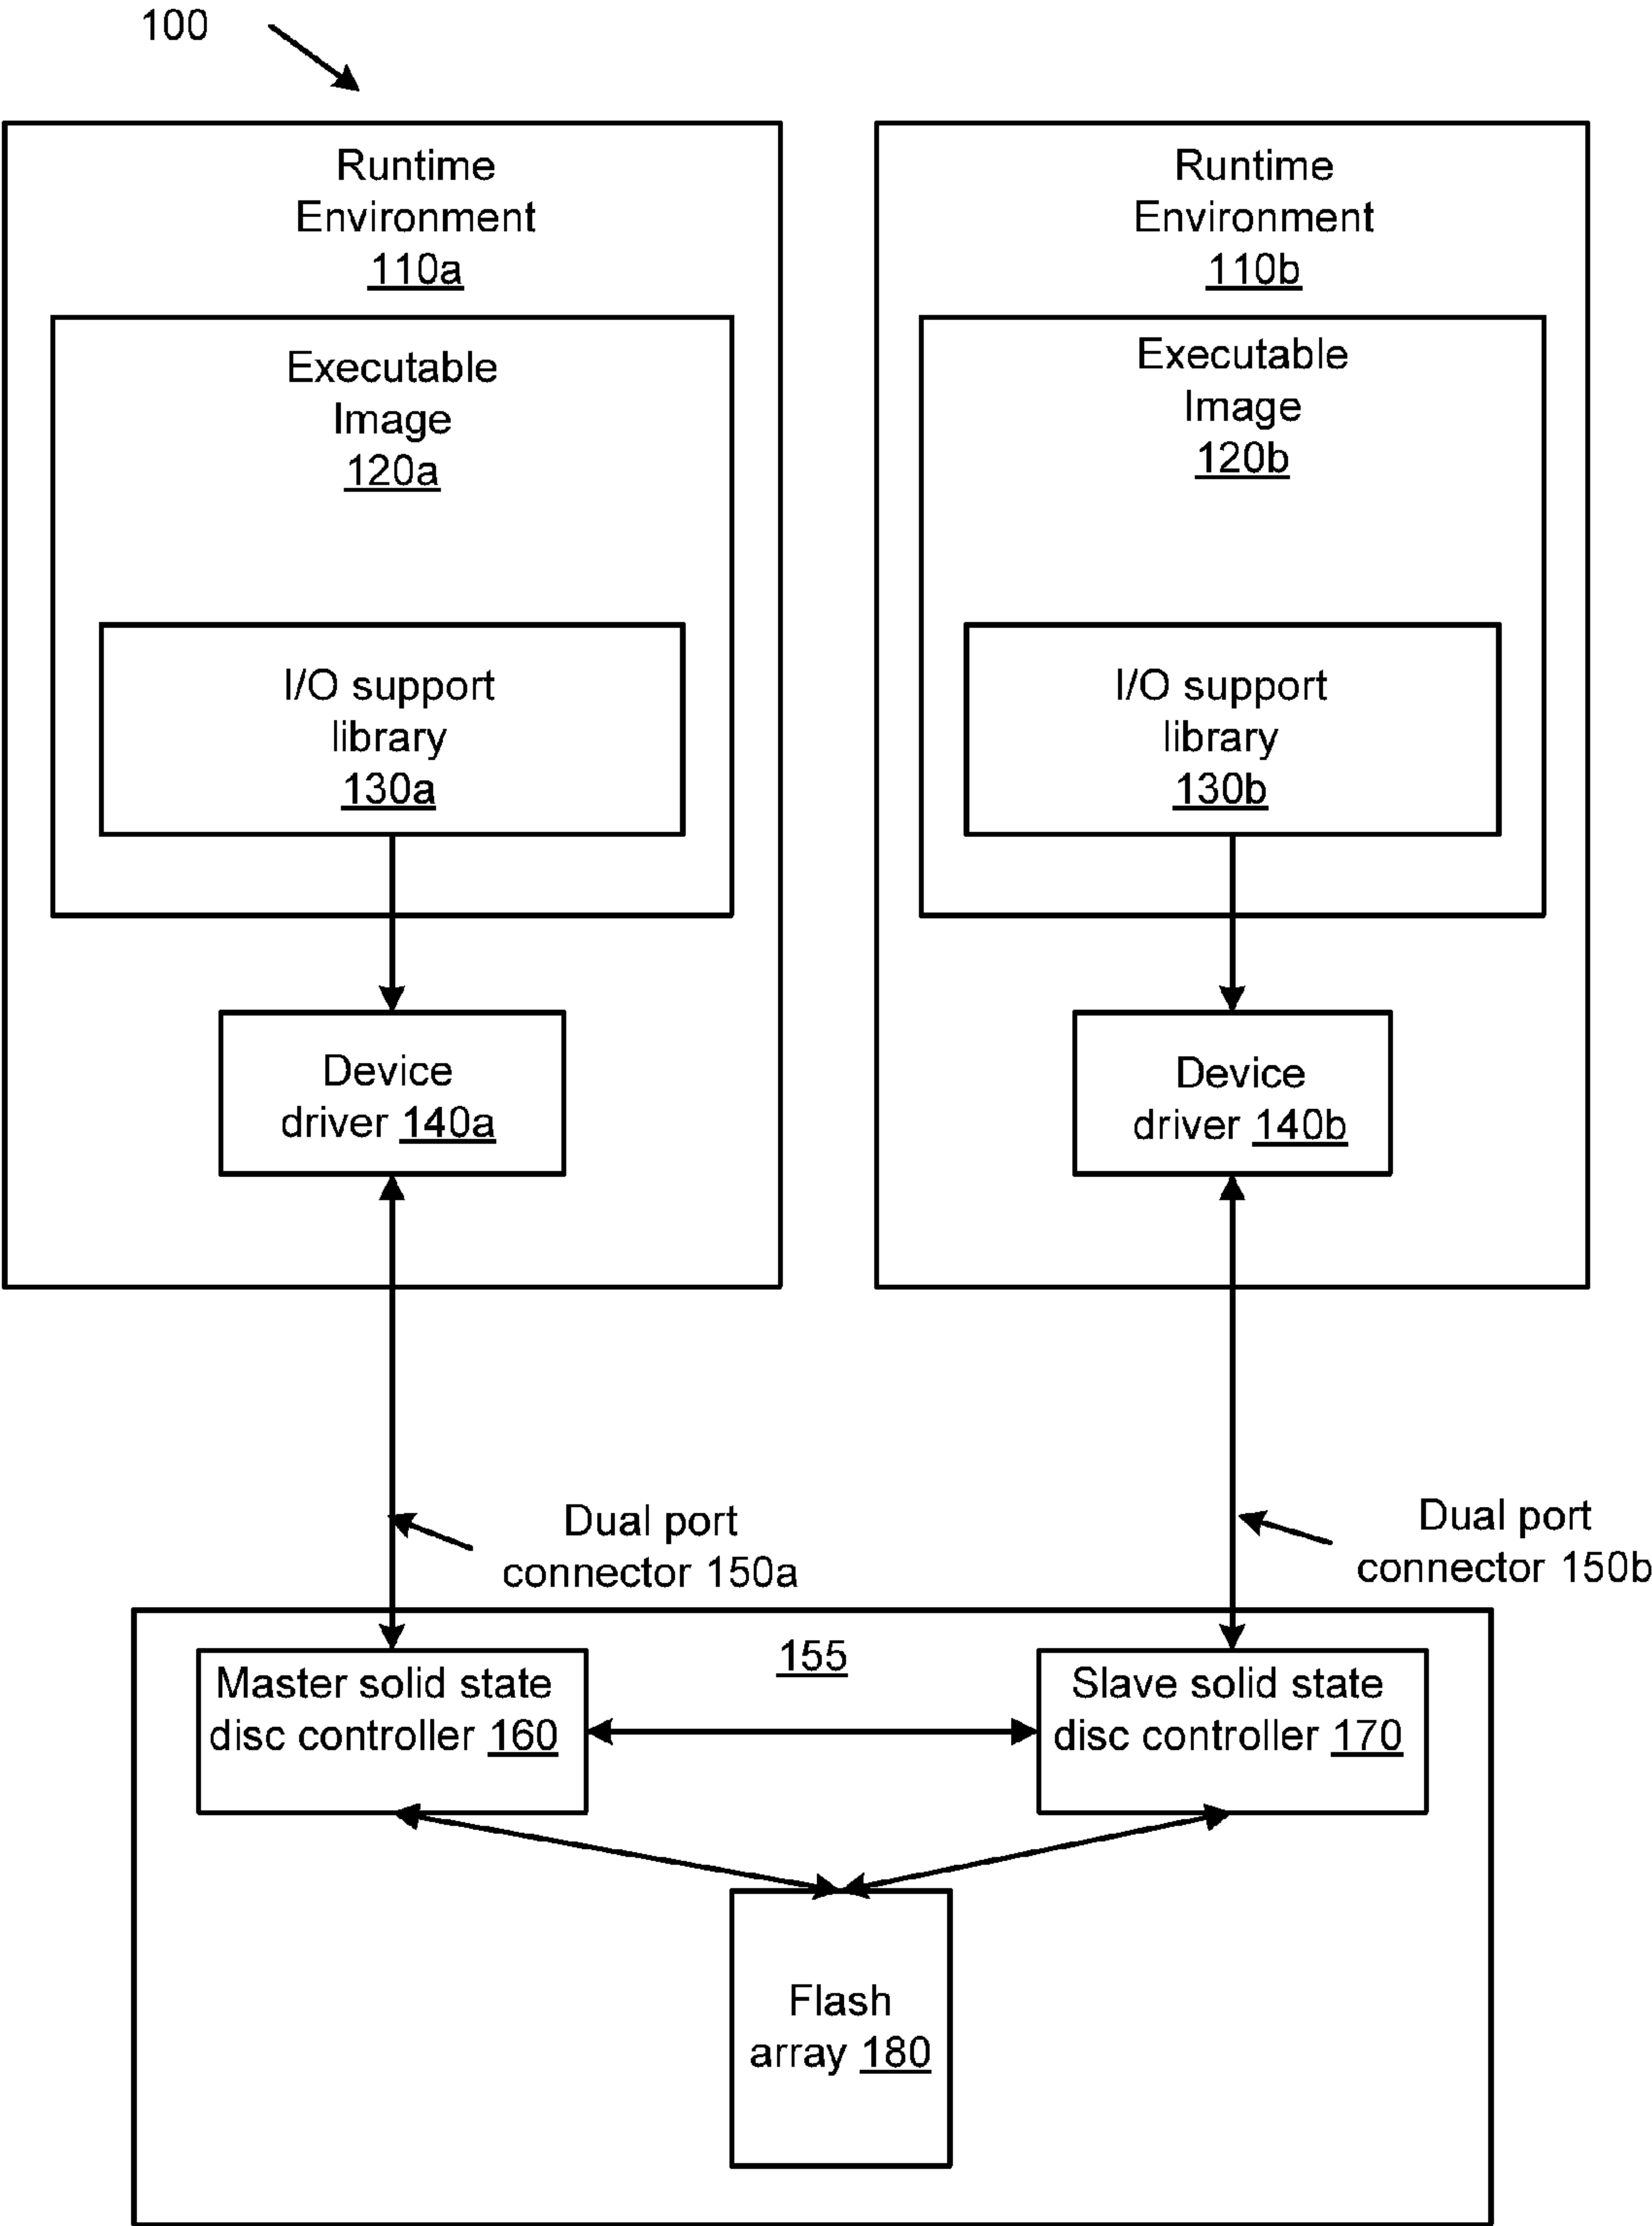 100
Runtime
Environment
110a
Executable
Image
120a
I/O support
library
130a
Device
driver 140a
Runtime
Environment
110b
Executable
Image
120b
I/O support
library
130b
Device
driver 140b
Dual port
connector 150a
Dual port
connector 150b
155
Master solid state
disc controller 160
Slave solid state
disc controller 170
Flash
array 180